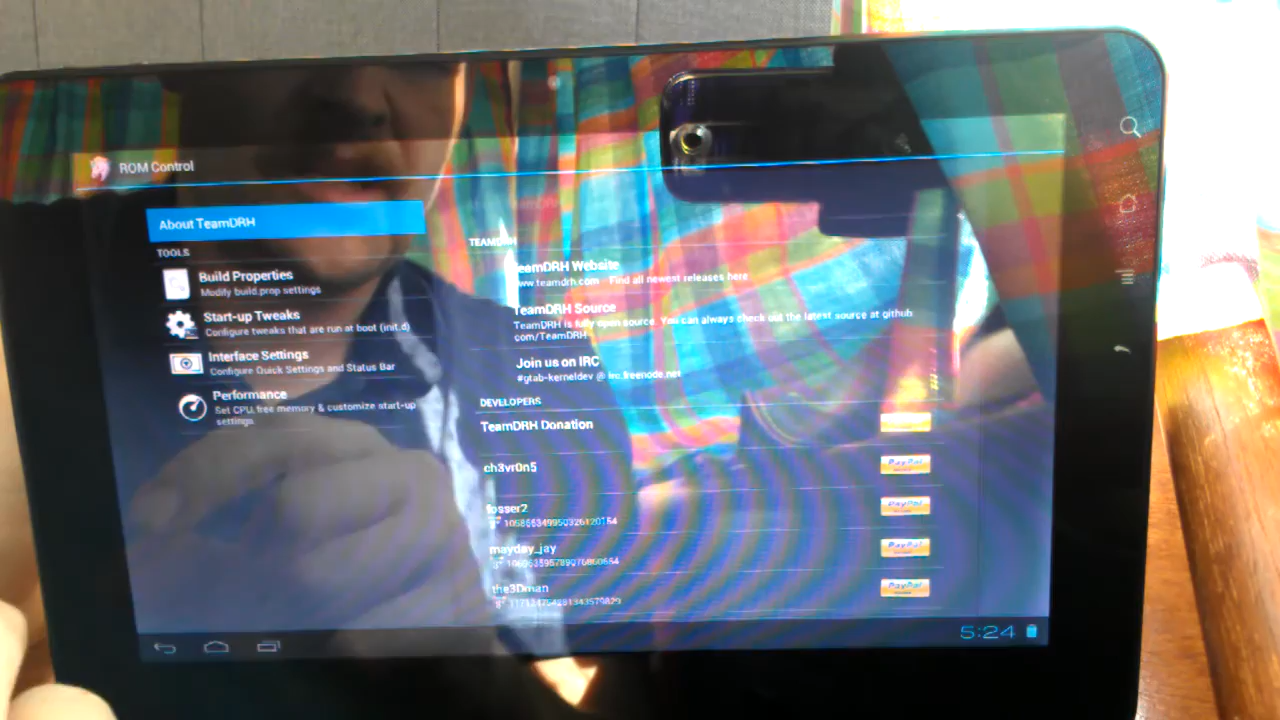 ROM Control
About TeamDRH
TOOLS
Build Properties
Modify build.prop settings
Start-up Tweaks
Configure tweaks that are run at boot (init.d)
Interface Settings
Configure Quick Settings and Status Bar
Performance
Set CPU, free memory & customize start-up
settings.
TEAMDRH
TeamDRH Website
www.teamdrh.com - Find all newest releases here
TeamDRH Source
TeamDRH is fully open source. You can always check out the latest source at github
com/TeamDRH
Join us on IRC
#gtab-kerneldev @ irc.freenode.net
DEVELOPERS
TeamDRH Donation
ch3vr0n5
PayPal
fosser2
PayPal
mayday_jay
PayPal
the3Dman
PayPal
5:24